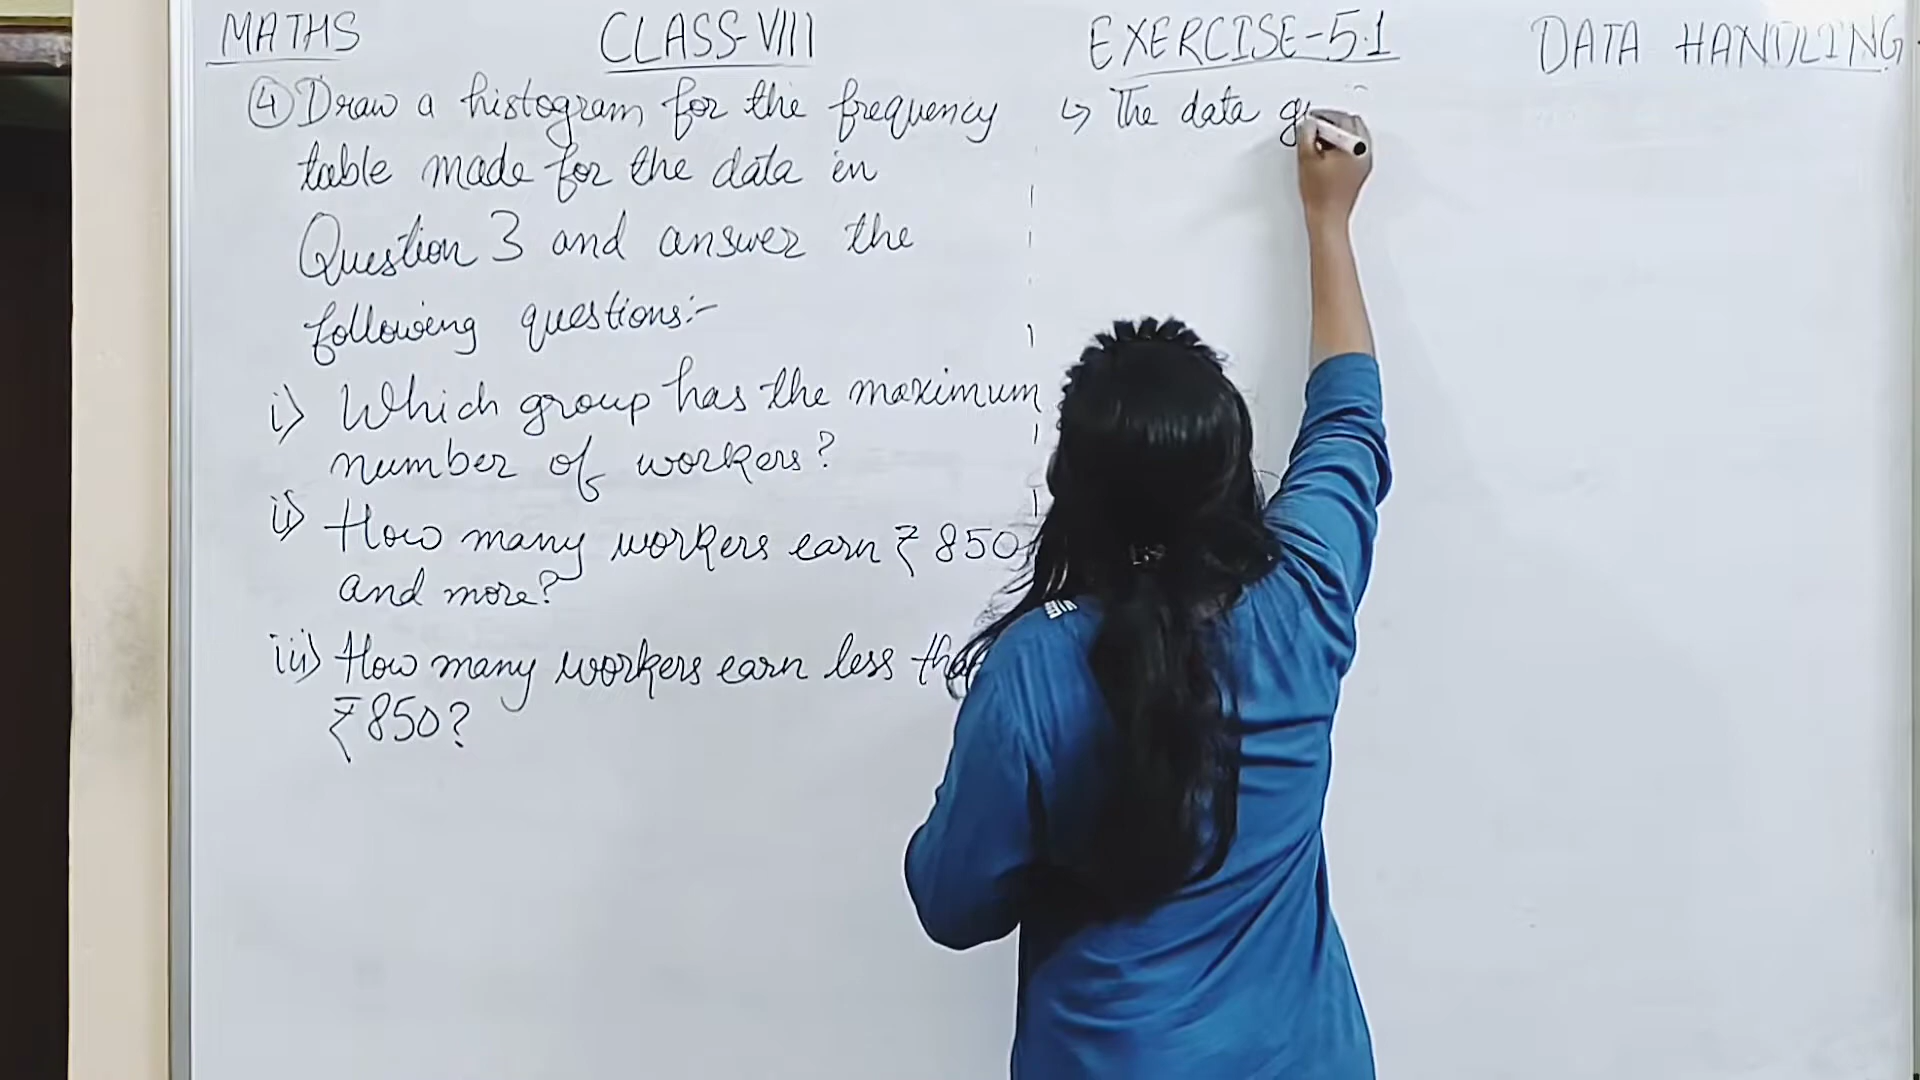 MATHS
CLASS-VIII
EXERCISE-5.1
DATA HANDLING
④ Draw a histogram for the frequency
table made for the data in
Question 3 and answer the
following questions:-
i) Which group has the maximum
number of workers?
ii) How many workers earn ₹850
and more?
iii) How many workers earn less
₹850?
↳ The data